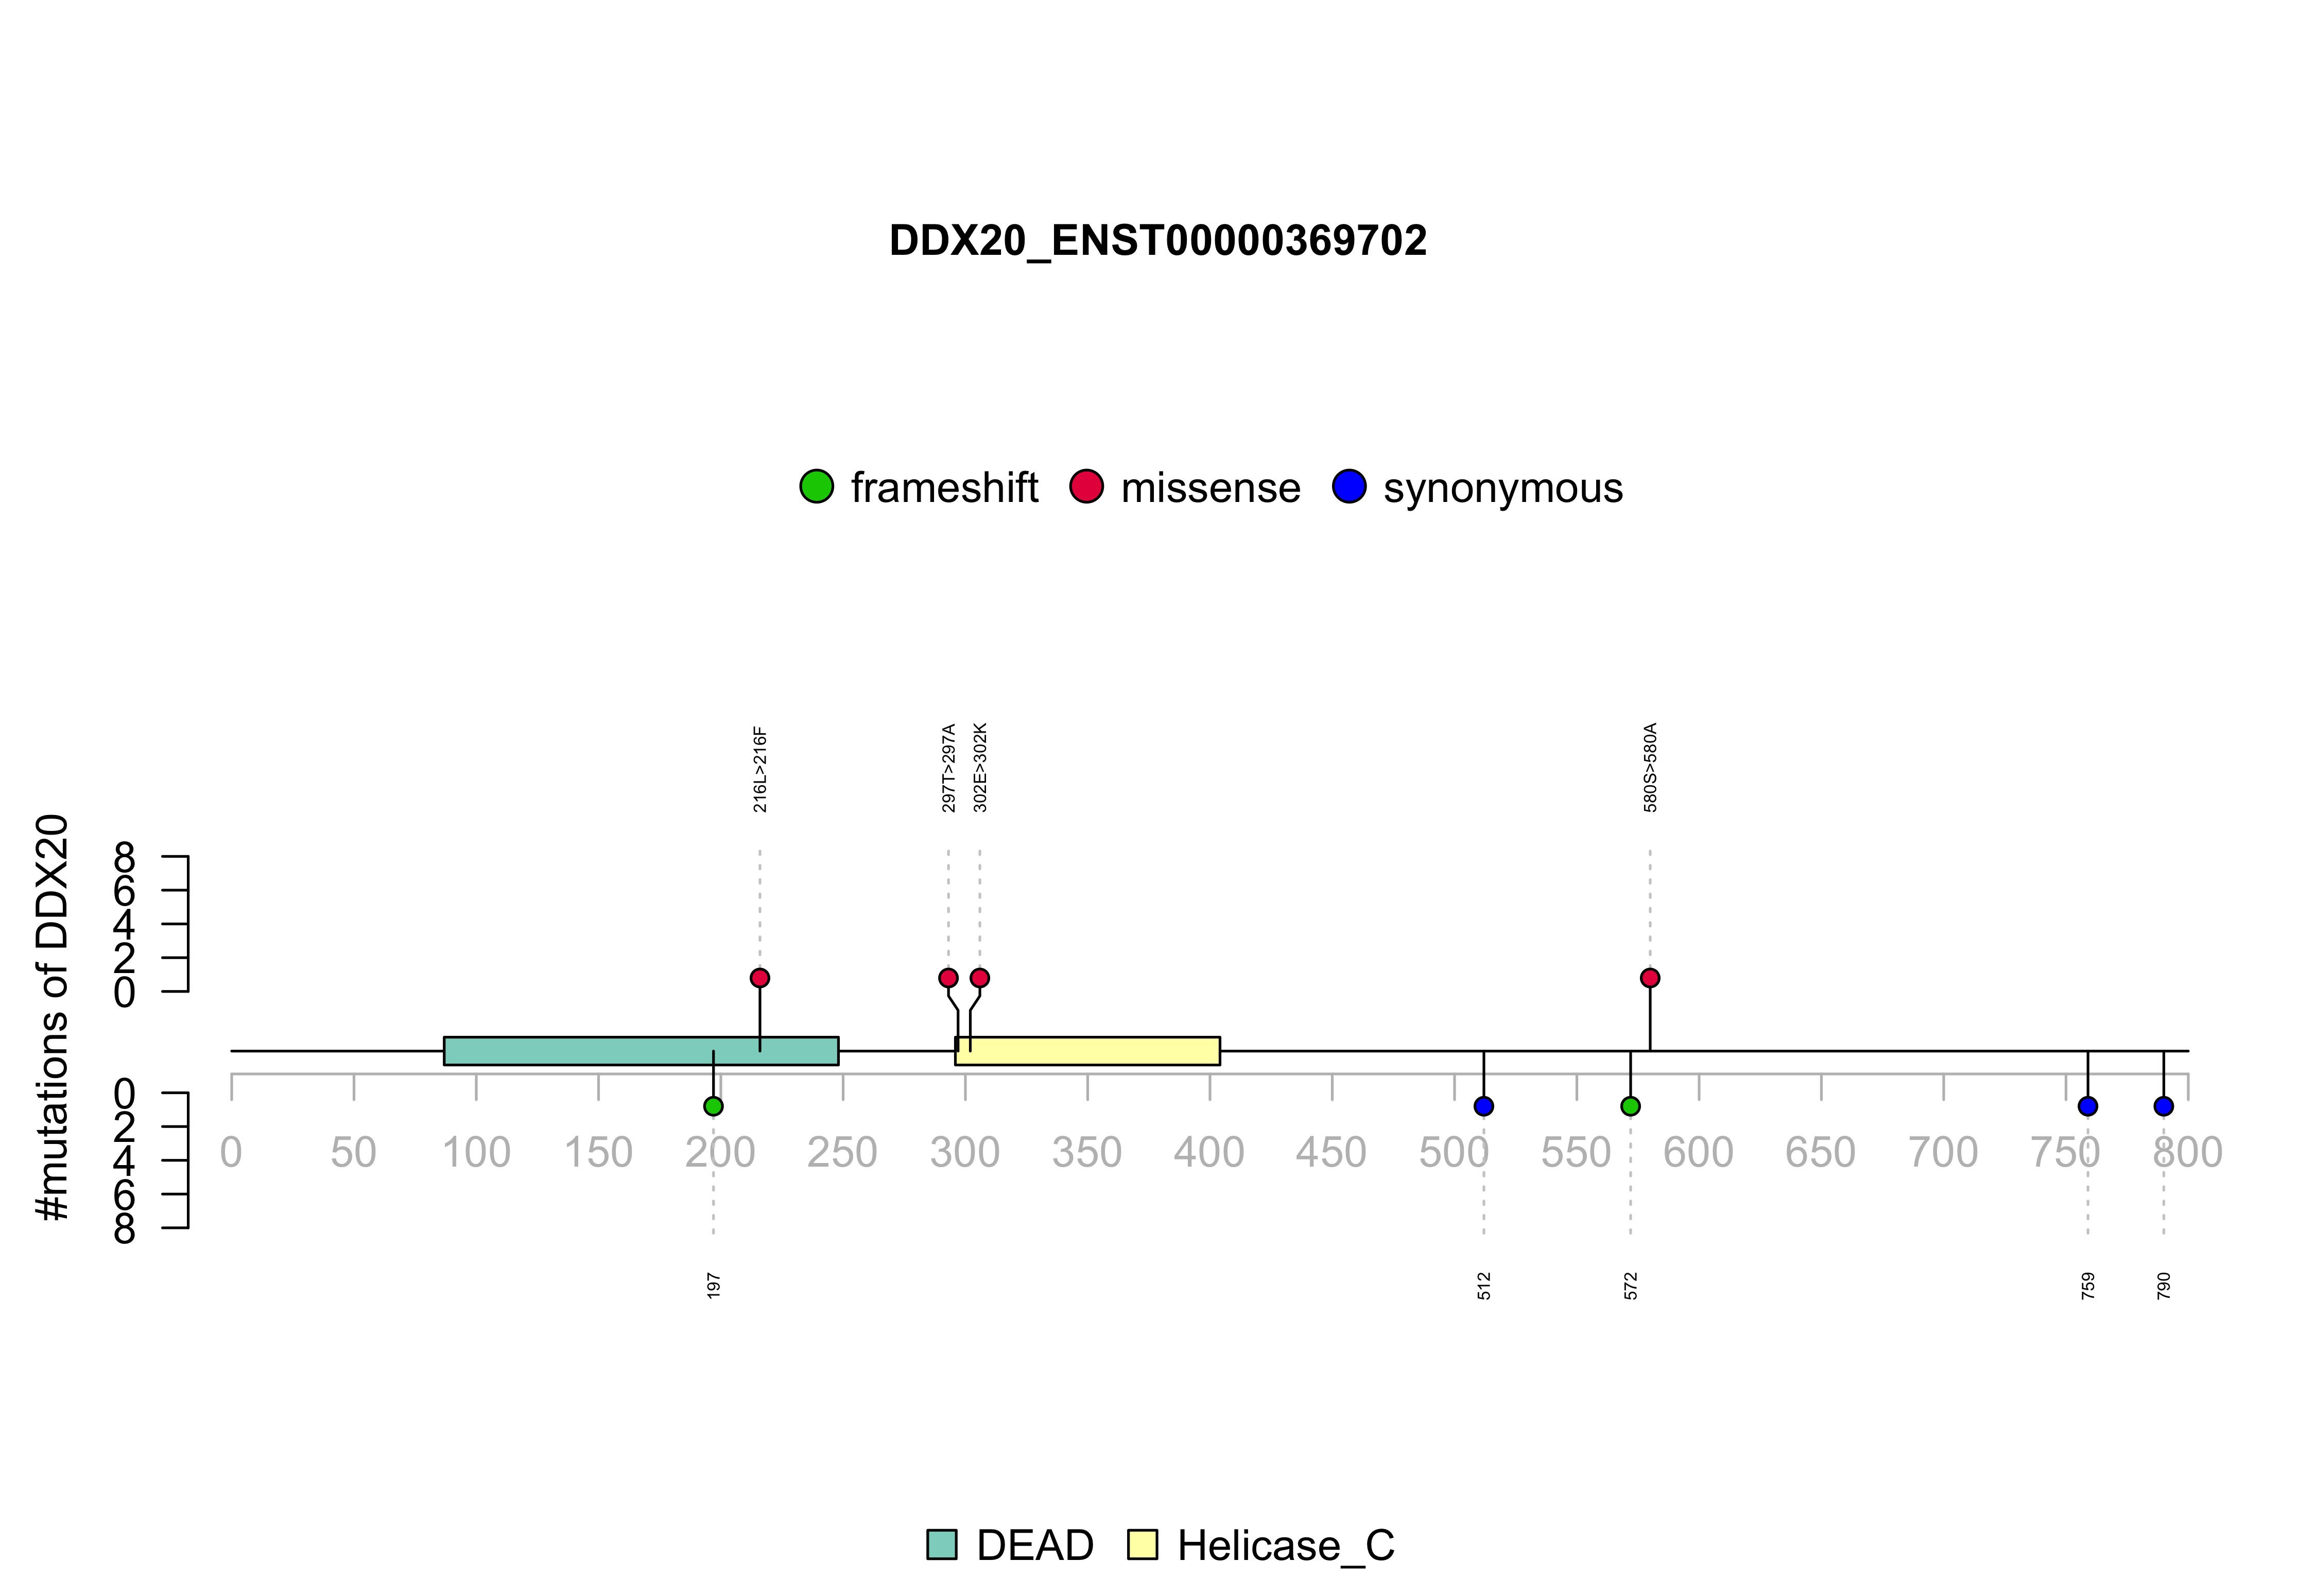 DDX20_ENST00000369702
frameshift missense synonymous
216L>216F 297T>297A 302E>302K 580S>580A
#mutations of DDX20
8
6
4
2
0
0
2
4
6
8
0 50 100 150 200 250 300 350 400 450 500 550 600 650 700 750 800
197 512 572 759 790
DEAD Helicase_C